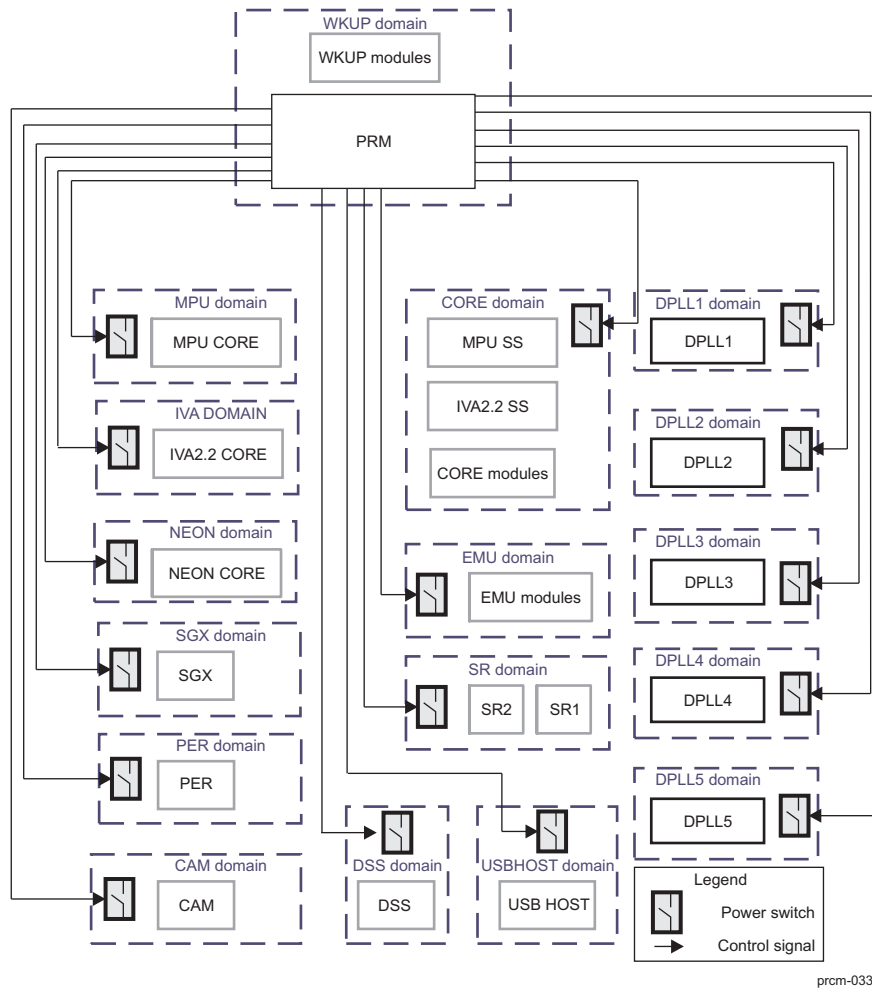 WKUP domain
WKUP modules
PRM
MPU domain
MPU CORE
IVA DOMAIN
IVA2.2 CORE
NEON domain
NEON CORE
SGX domain
SGX
PER domain
PER
CAM domain
CAM
CORE domain
MPU SS
IVA2.2 SS
CORE modules
EMU domain
EMU modules
SR domain
SR2
SR1
DSS domain
DSS
USBHOST domain
USB HOST
DPLL1 domain
DPLL1
DPLL2 domain
DPLL2
DPLL3 domain
DPLL3
DPLL4 domain
DPLL4
DPLL5 domain
DPLL5
Legend
Power switch
Control signal
prcm-033